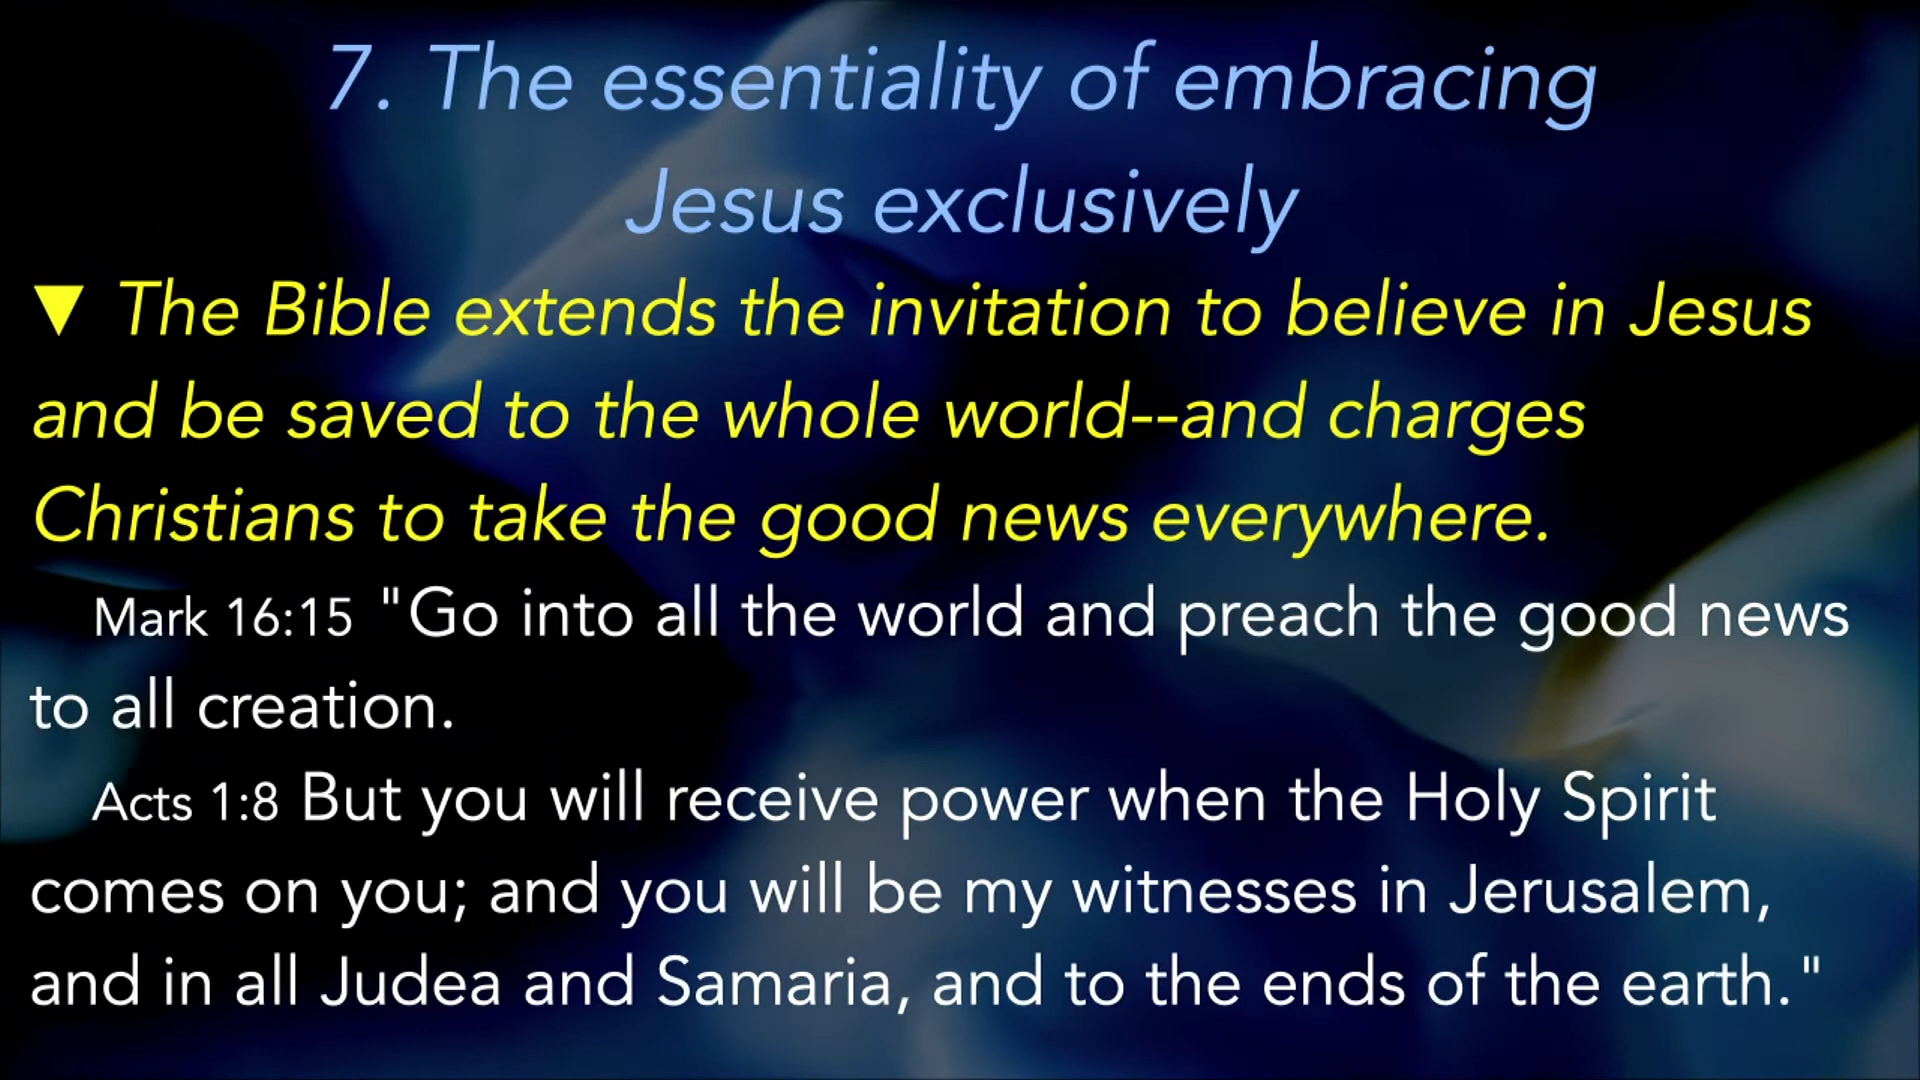 7. The essentiality of embracing
Jesus exclusively
▼ The Bible extends the invitation to believe in Jesus
and be saved to the whole world--and charges
Christians to take the good news everywhere.
Mark 16:15 "Go into all the world and preach the good news
to all creation.
Acts 1:8 But you will receive power when the Holy Spirit
comes on you; and you will be my witnesses in Jerusalem,
and in all Judea and Samaria, and to the ends of the earth."